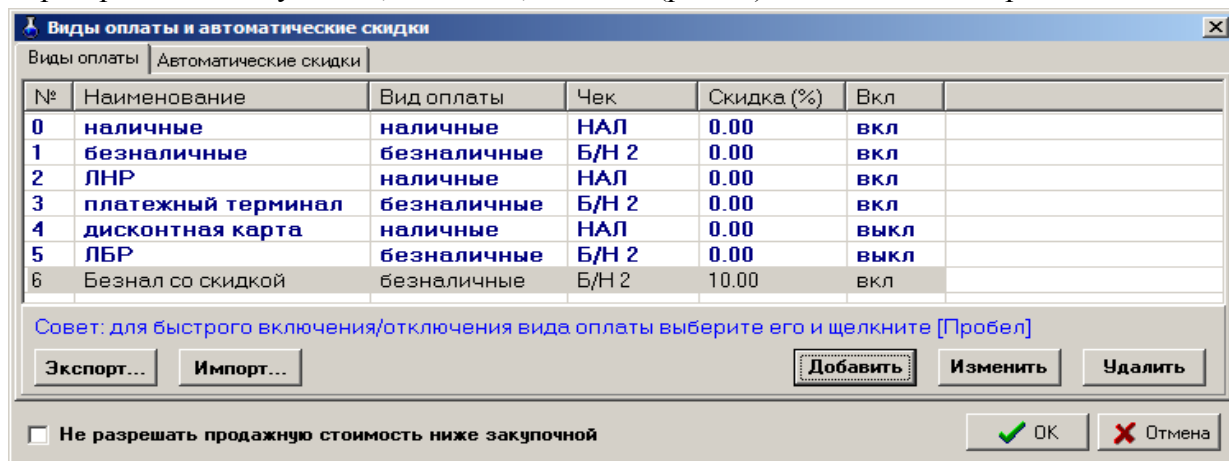 Виды оплаты и автоматические скидки
Виды оплаты Автоматические скидки
№ Наименование Вид оплаты Чек Скидка (%) Вкл
0 наличные наличные НАЛ 0.00 вкл
1 безналичные безналичные Б/Н 2 0.00 вкл
2 ЛНР наличные НАЛ 0.00 вкл
3 платежный терминал безналичные Б/Н 2 0.00 вкл
4 дисконтная карта наличные НАЛ 0.00 выкл
5 ЛБР безналичные Б/Н 2 0.00 выкл
6 Безнал со скидкой безналичные Б/Н 2 10.00 вкл
Совет: для быстрого включения/отключения вида оплаты выберите его и щелкните [Пробел]
Экспорт... Импорт... Добавить Изменить Удалить
Не разрешать продажную стоимость ниже закупочной OK Отмена